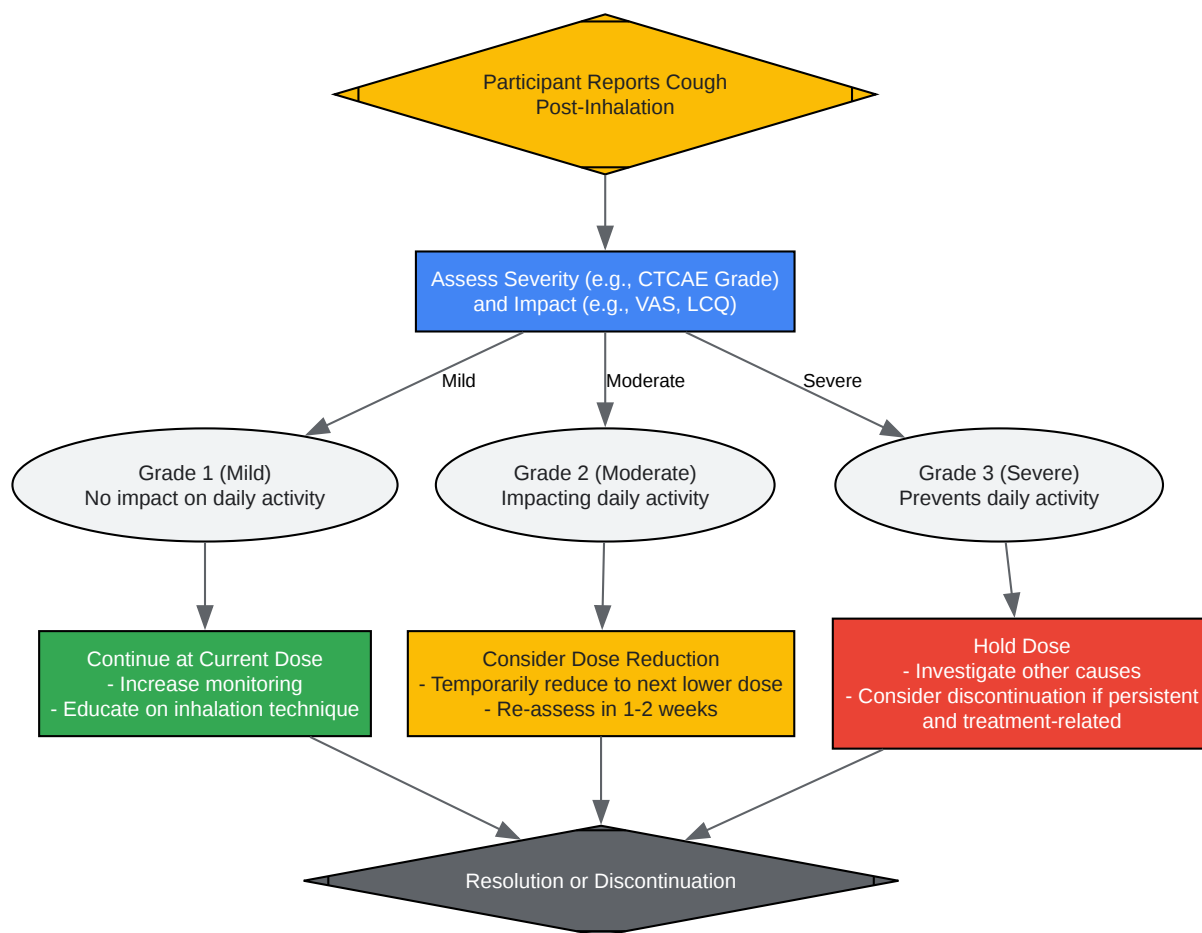 Participant Reports Cough
Post-Inhalation
Assess Severity (e.g., CTCAE Grade)
and Impact (e.g., VAS, LCQ)
Mild
Moderate
Severe
Grade 1 (Mild)
No impact on daily activity
Grade 2 (Moderate)
Impacting daily activity
Grade 3 (Severe)
Prevents daily activity
Continue at Current Dose
- Increase monitoring
- Educate on inhalation technique
Consider Dose Reduction
- Temporarily reduce to next lower dose
- Re-assess in 1-2 weeks
Hold Dose
- Investigate other causes
- Consider discontinuation if persistent
and treatment-related
Resolution or Discontinuation